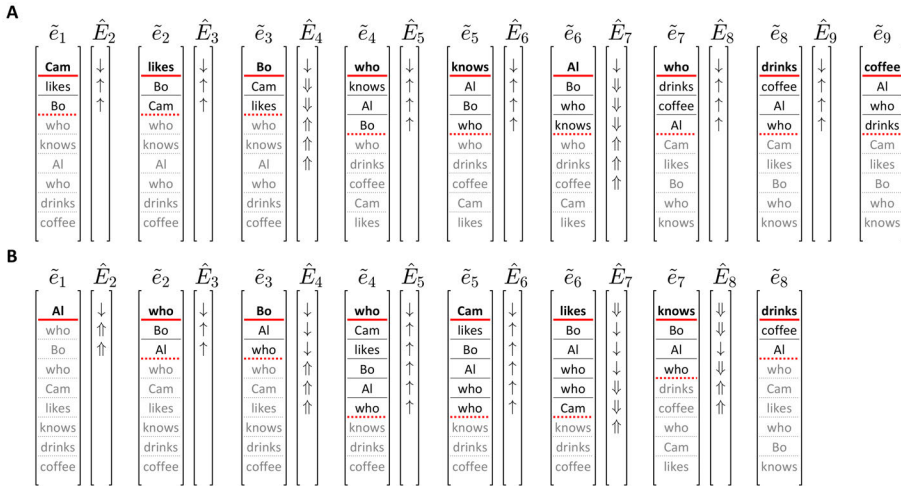 A
ẽ₁ Ê₂ ẽ₂ Ê₃ ẽ₃ Ê₄ ẽ₄ Ê₅ ẽ₅ Ê₆ ẽ₆ Ê₇ ẽ₇ Ê₈ ẽ₈ Ê₉ ẽ₉
Cam ↓ likes ↓ Bo ↓ who ↓ knows ↓ Al ↓ who ↓ drinks ↓ coffee
likes ↑ Bo ↑ Cam ⇓ knows ↑ Al ↑ Bo ⇓ drinks ↑ coffee ↑ Al
Bo ↑ Cam ↑ likes ⇓ Al ↑ Bo ↑ who ⇓ coffee ↑ Al ↑ who
who who who ⇑ Bo ↑ who ↑ knows ⇓ Al ↑ who ↑ drinks
knows knows knows ⇑ who who who ⇑ Cam Cam Cam
Al Al Al ⇑ drinks drinks drinks ⇑ likes likes likes
who who who coffee coffee coffee ⇑ Bo Bo Bo
drinks drinks drinks Cam Cam Cam who who who
coffee coffee coffee likes likes likes knows knows knows
B
ẽ₁ Ê₂ ẽ₂ Ê₃ ẽ₃ Ê₄ ẽ₄ Ê₅ ẽ₅ Ê₆ ẽ₆ Ê₇ ẽ₇ Ê₈ ẽ₈
Al ↓ who ↓ Bo ↓ who ↓ Cam ↓ likes ⇓ knows ⇓ drinks
who ⇑ Bo ↑ Al ↓ Cam ↑ likes ↑ Bo ↓ Bo ⇓ coffee
Bo ⇑ Al ↑ who ↓ likes ↑ Bo ↑ Al ↓ Al ↓ Al
who who who ⇑ Bo ↑ Al ↑ who ↓ who ⇓ who
Cam Cam Cam ⇑ Al ↑ who ↑ who ⇓ drinks ⇑ Cam
likes likes likes ⇑ who ↑ who ↑ Cam ⇓ coffee ⇑ likes
knows knows knows knows knows knows ⇑ who who
drinks drinks drinks drinks drinks drinks Cam Bo
coffee coffee coffee coffee coffee coffee likes knows